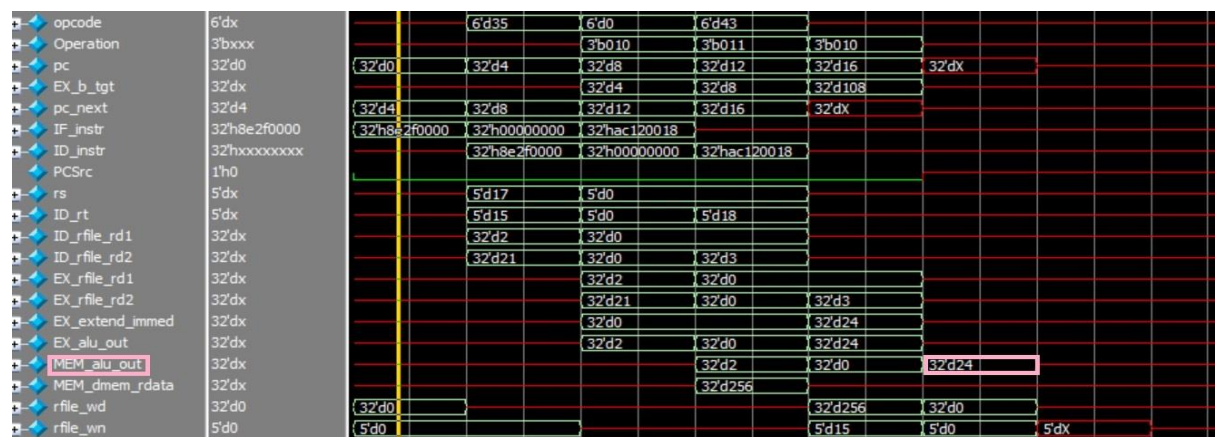 opcode 6'dx 6'd35 6'd0 6'd43
Operation 3'bxxx 3'b010 3'b011 3'b010
pc 32'd0 32'd0 32'd4 32'd8 32'd12 32'd16 32'dX
EX_b_tgt 32'dx 32'd4 32'd8 32'd108
pc_next 32'd4 32'd4 32'd8 32'd12 32'd16 32'dX
IF_instr 32'h8e2f0000 32'h8e2f0000 32'h00000000 32'hac120018
ID_instr 32'hxxxxxxxx 32'h8e2f0000 32'h00000000 32'hac120018
PCSrc 1'h0
rs 5'dx 5'd17 5'd0
ID_rt 5'dx 5'd15 5'd0 5'd18
ID_rfile_rd1 32'dx 32'd2 32'd0
ID_rfile_rd2 32'dx 32'd21 32'd0 32'd3
EX_rfile_rd1 32'dx 32'd2 32'd0
EX_rfile_rd2 32'dx 32'd21 32'd0 32'd3
EX_extend_immed 32'dx 32'd0 32'd24
EX_alu_out 32'dx 32'd2 32'd0 32'd24
MEM_alu_out 32'dx 32'd2 32'd0 32'd24
MEM_dmem_rdata 32'dx 32'd256
rfile_wd 32'd0 32'd0 32'd256 32'd0
rfile_wn 5'd0 5'd0 5'd15 5'd0 5'dX